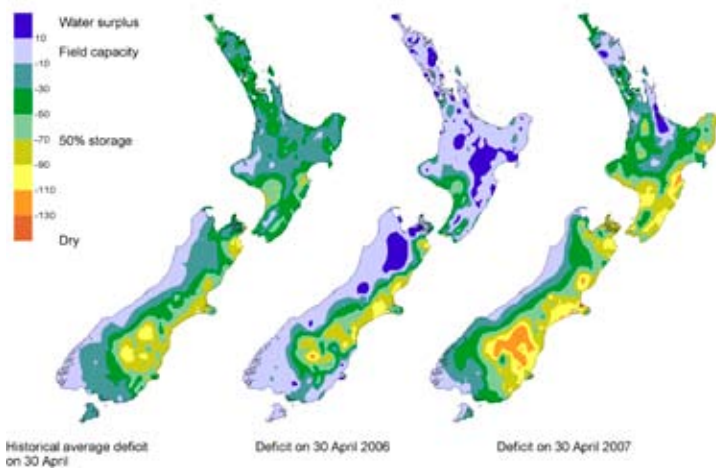 Water surplus
10
Field capacity
-10
-30
-50
50% storage
-70
-90
-110
-130
Dry
Historical average deficit
on 30 April
Deficit on 30 April 2006
Deficit on 30 April 2007